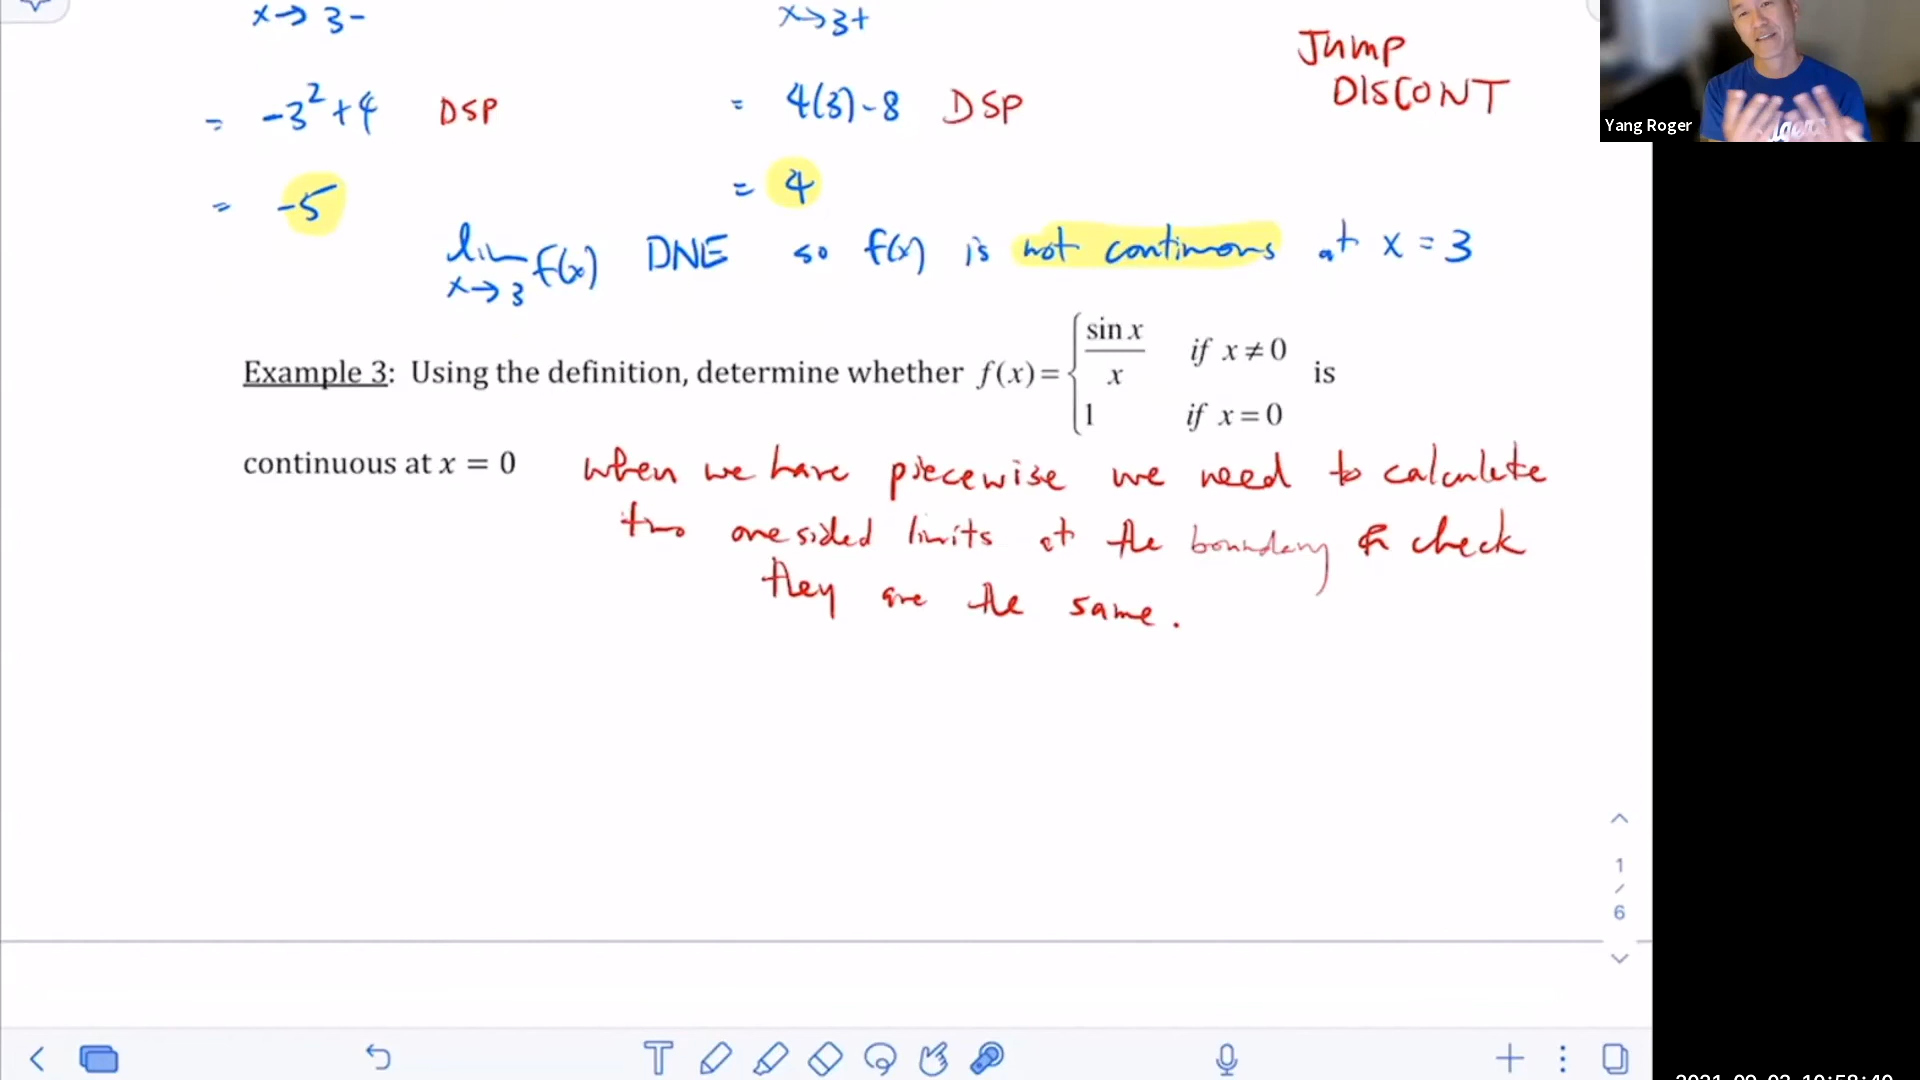 x→3-
x→3+
Jump
DISCONT
= -3²+4 DSP
= 4(3)-8 DSP
Yang Roger
= -5
= 4
lim x→3 f(x) DNE so f(x) is not continous at x = 3
Example 3: Using the definition, determine whether f(x) = { sin x / x if x ≠ 0
1 if x = 0 is
continuous at x = 0
when we have piecewise we need to calculate
two onesided limits at the boundary & check
they are the same.
1
/
6
T